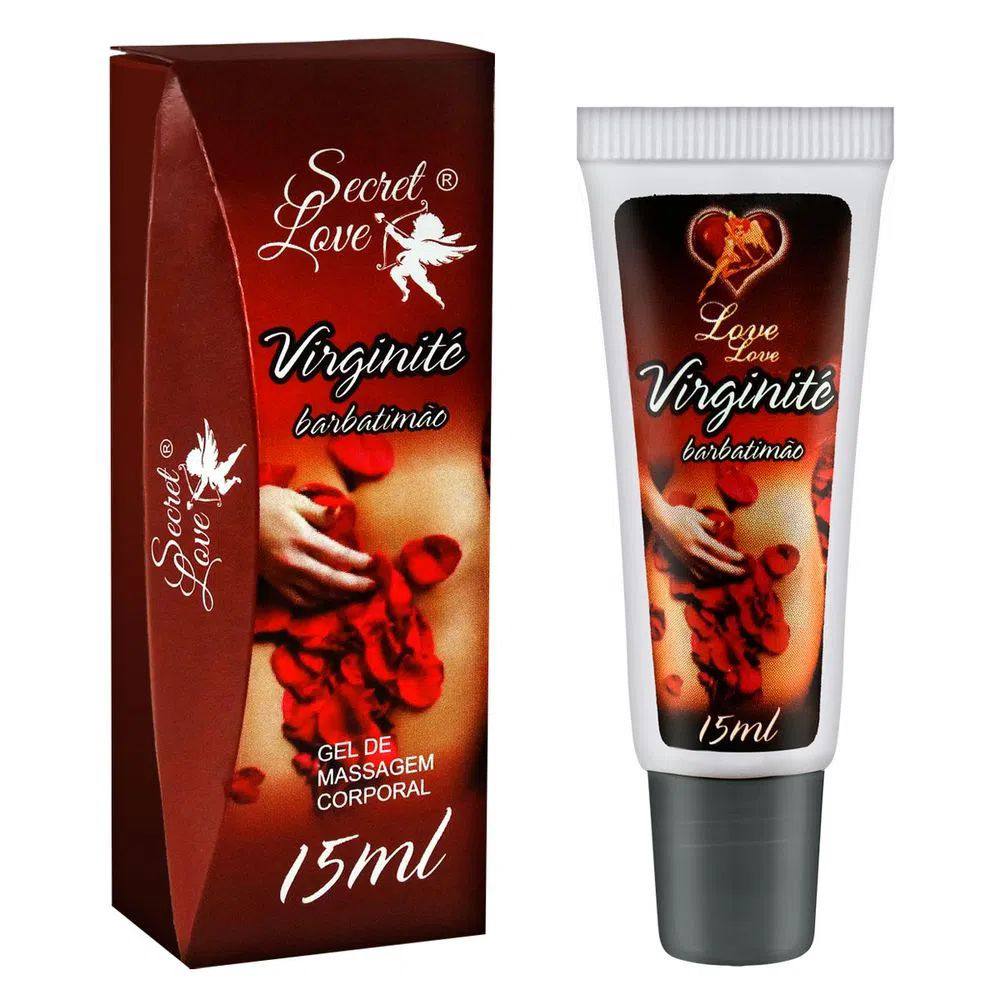 Secret ®
Love
Virginité
barbatimão
GEL DE
MASSAGEM
CORPORAL
15ml
Secret ®
Love
Love
Love
Virginité
barbatimão
15ml